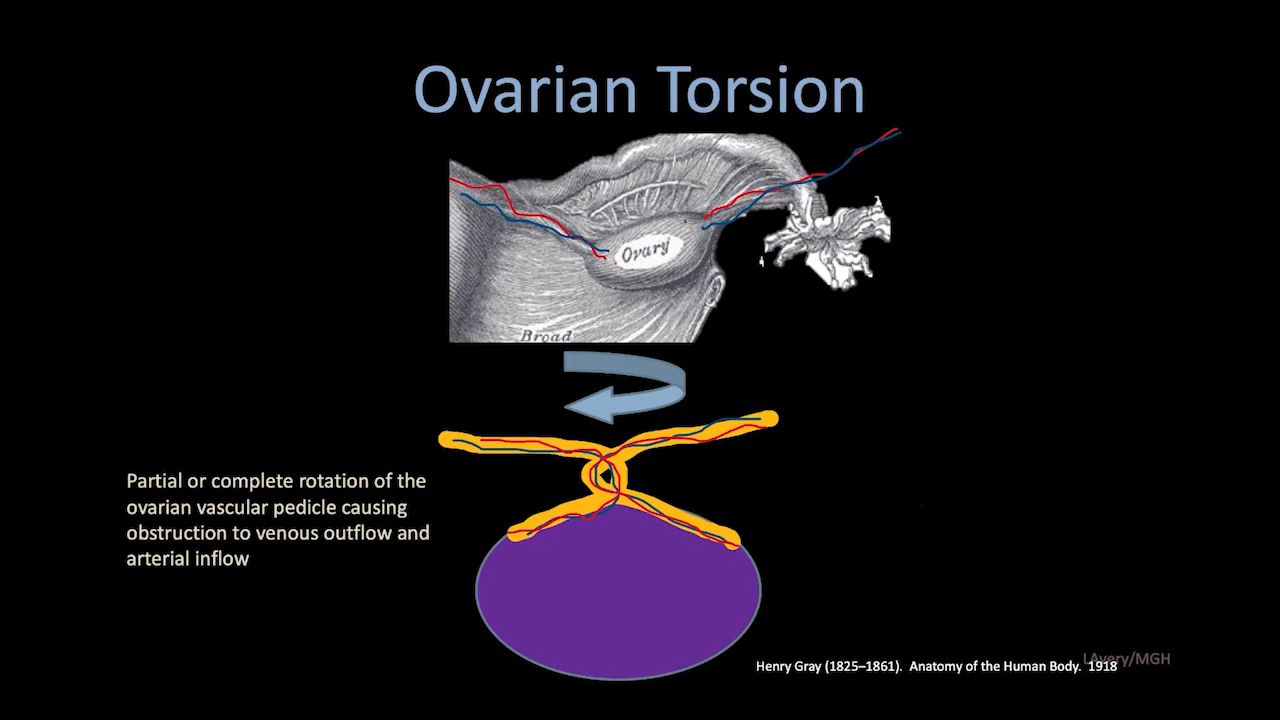 Ovarian Torsion
Ovary
Broad
Partial or complete rotation of the
ovarian vascular pedicle causing
obstruction to venous outflow and
arterial inflow
Henry Gray (1825–1861).  Anatomy of the Human Body.  1918
LAvery/MGH